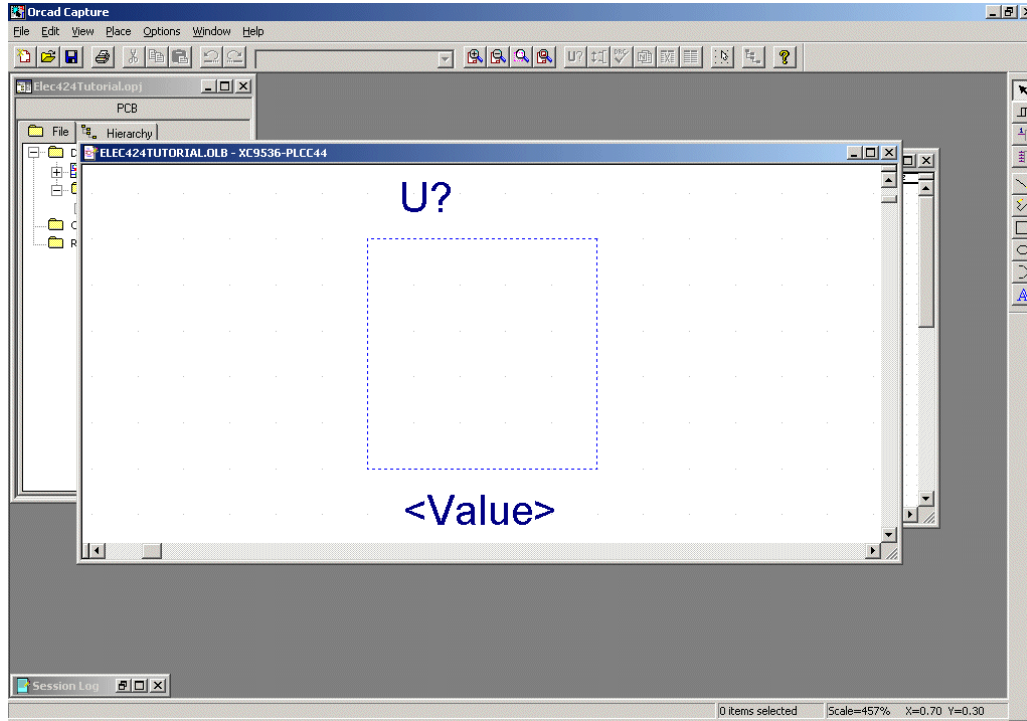 Orcad Capture
File Edit View Place Options Window Help
U?
Elec424Tutorial.opj
PCB
File Hierarchy
ELEC424TUTORIAL.OLB - XC9536-PLCC44
U?
<Value>
Session Log
0 items selected Scale=457% X=0.70 Y=0.30